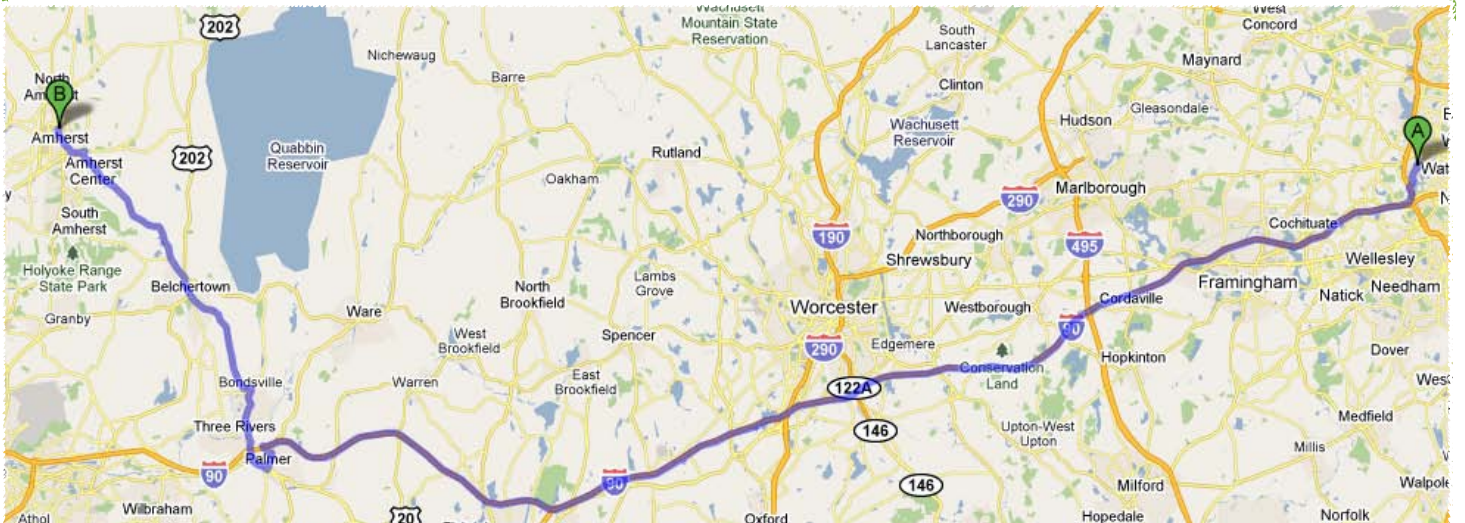 202
Wachusett
Mountain State
Reservation
West
Concord
South
Lancaster
Nichewaug
Maynard
North
Barre
Clinton
B
Gleasondale
Hudson
A
Amherst
Wachusett
Reservoir
202
Quabbin
Reservoir
Rutland
Amherst
Center
Oakham
Marlborough
290
South
Amherst
190
Northborough
495
Cochituate
Shrewsbury
Wellesley
Holyoke Range
State Park
Belchertown
Lambs
Grove
North
Brookfield
Framingham
Natick
Needham
Cordaville
Granby
Ware
Worcester
Westborough
90
West
Brookfield
Spencer
290
Edgemere
Hopkinton
Dover
Conservation
Land
Bondsville
Warren
East
Brookfield
122A
Medfield
Three Rivers
146
Upton-West
Upton
Millis
Palmer
90
90
146
Milford
Walpole
Wilbraham
20
Oxford
Hopedale
Norfolk
Athol